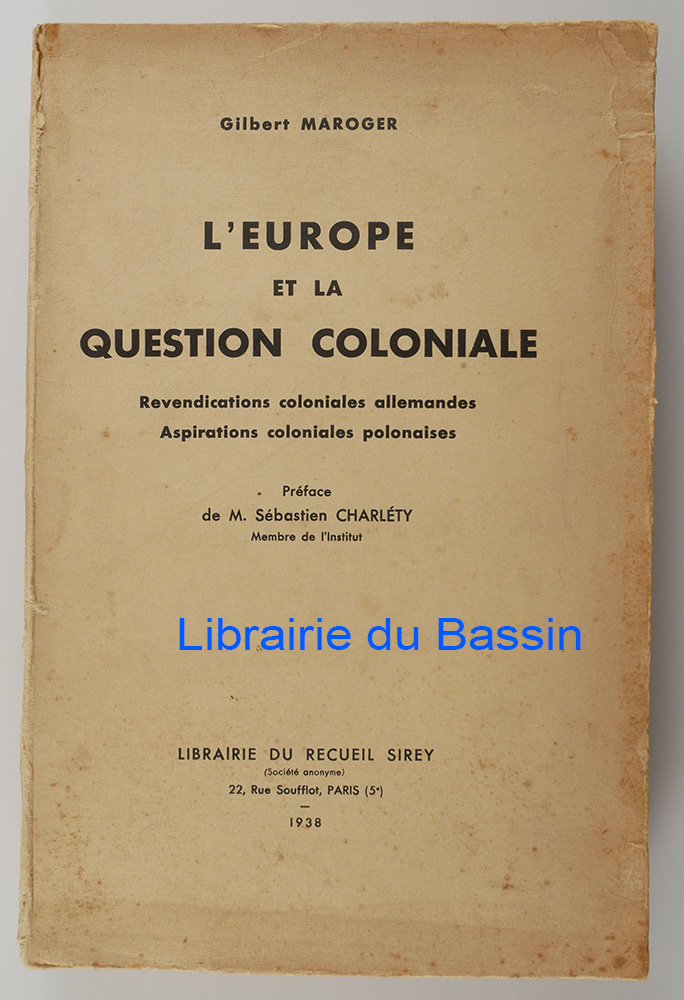 Gilbert MAROGER
L'EUROPE
ET LA
QUESTION COLONIALE
Revendications coloniales allemandes
Aspirations coloniales polonaises
Préface
de M. Sébastien CHARLÉTY
Membre de l'Institut
Librairie du Bassin
LIBRAIRIE DU RECUEIL SIREY
(Société anonyme)
22, Rue Soufflot, PARIS (5ᵉ)
—
1938